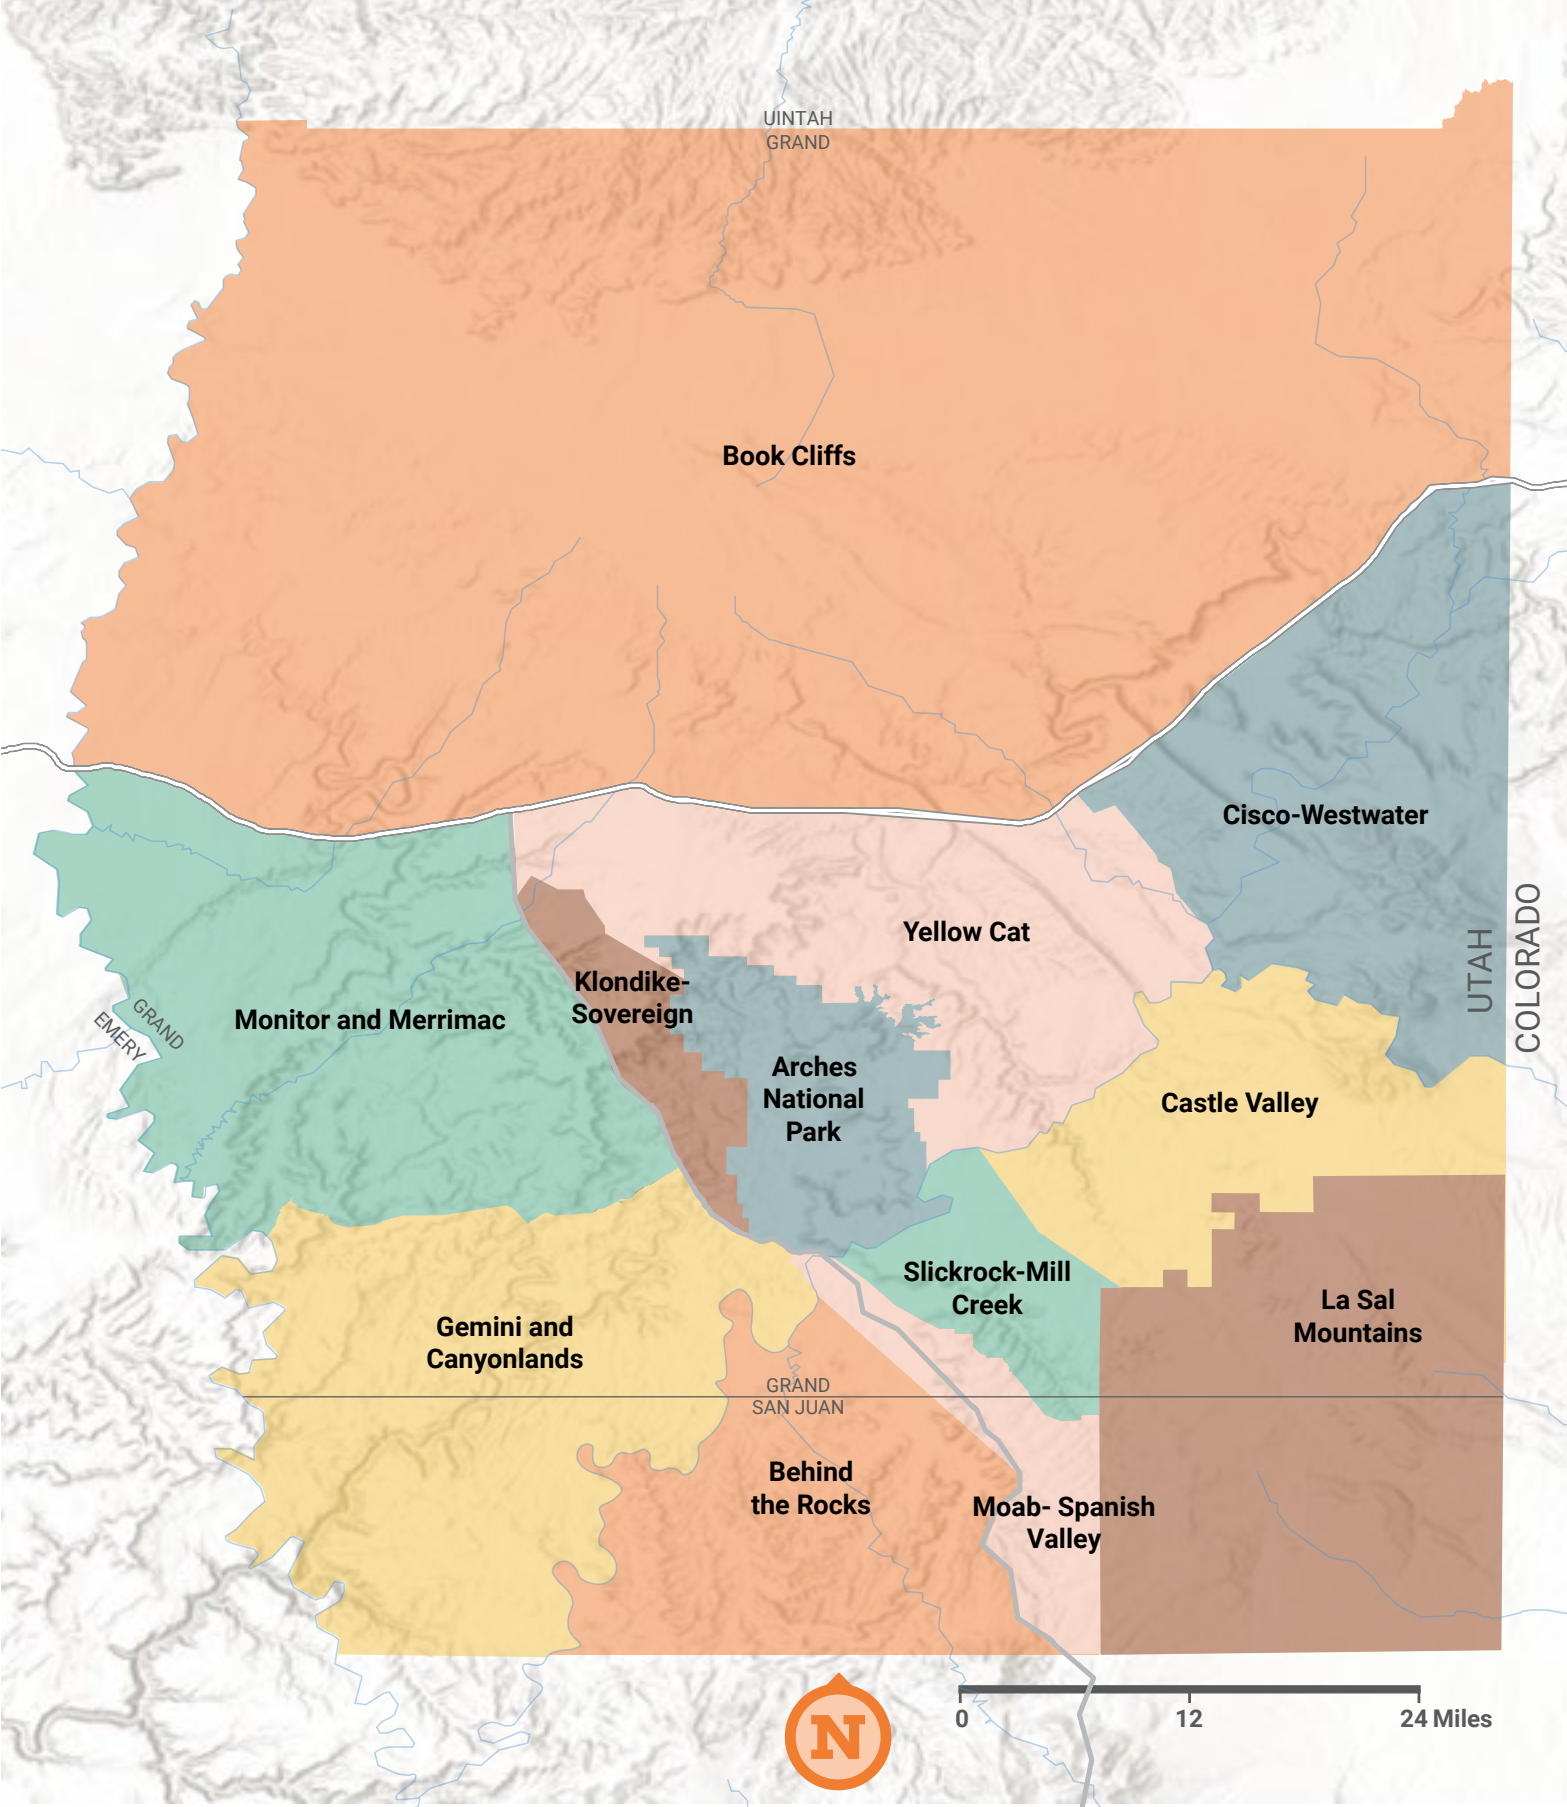 UINTAH
GRAND
Book Cliffs
Cisco-Westwater
Yellow Cat
UTAH
COLORADO
Klondike-
Sovereign
Monitor and Merrimac
GRAND
EMERY
Arches
National
Park
Castle Valley
Slickrock-Mill
Creek
La Sal
Mountains
Gemini and
Canyonlands
GRAND
SAN JUAN
Behind
the Rocks
Moab- Spanish
Valley
N
0 12 24 Miles